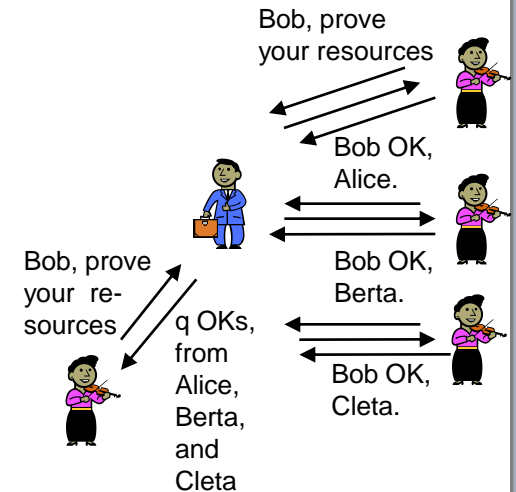 Bob, prove
your resources
Bob OK,
Alice.
Bob OK,
Berta.
Bob, prove
your re-
sources
q OKs,
from
Alice,
Berta,
and
Cleta
Bob OK,
Cleta.